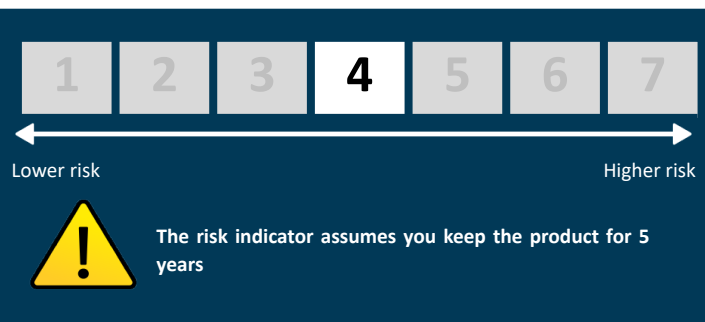 1 2 3 4 5 6 7
Lower risk Higher risk
The risk indicator assumes you keep the product for 5
years